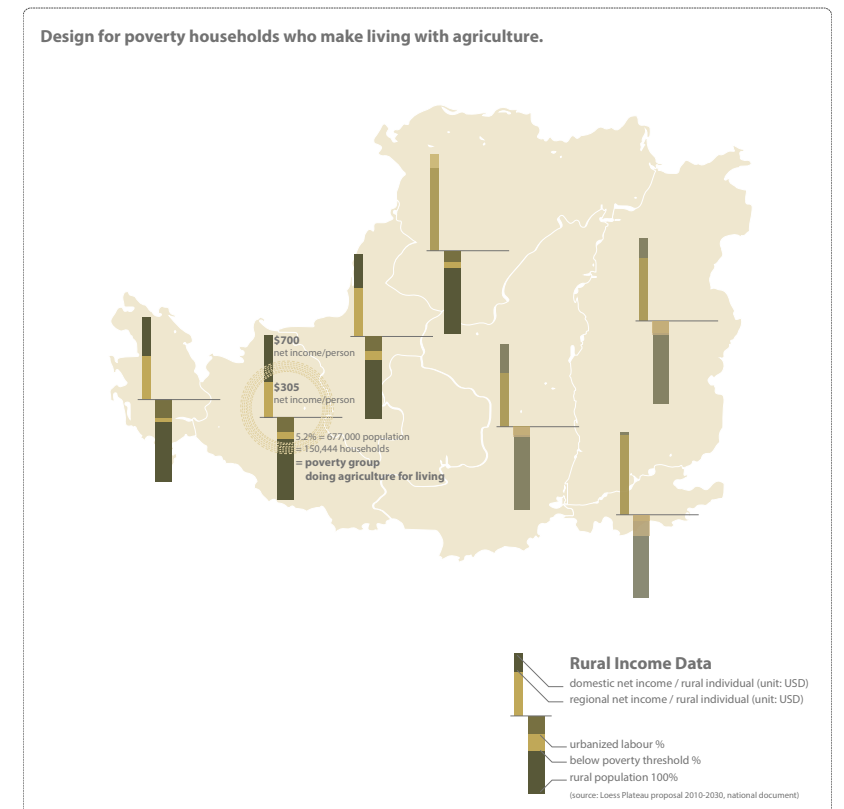 Design for poverty households who make living with agriculture.
$700
net income/person
$305
net income/person
5.2% = 677,000 population
= 150,444 households
= poverty group
doing agriculture for living
Rural Income Data
domestic net income / rural individual (unit: USD)
regional net income / rural individual (unit: USD)
urbanized labour %
below poverty threshold %
rural population 100%
(source: Loess Plateau proposal 2010-2030, national document)